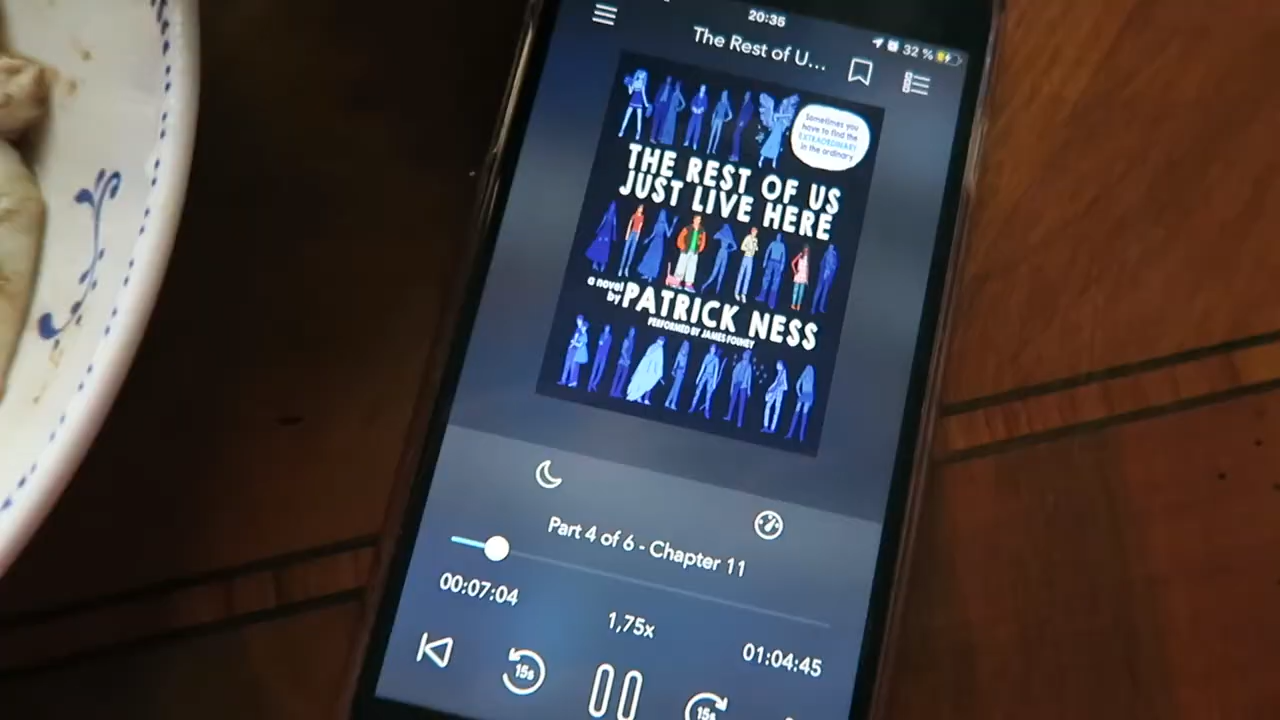 20:35
32 %
The Rest of U...
Sometimes you
have to find the
EXTRAORDINARY
in the ordinary
THE REST OF US
JUST LIVE HERE
a novel
by
PATRICK NESS
PERFORMED BY JAMES FOUHEY
Part 4 of 6 - Chapter 11
00:07:04
1,75x
01:04:45
15s
15s